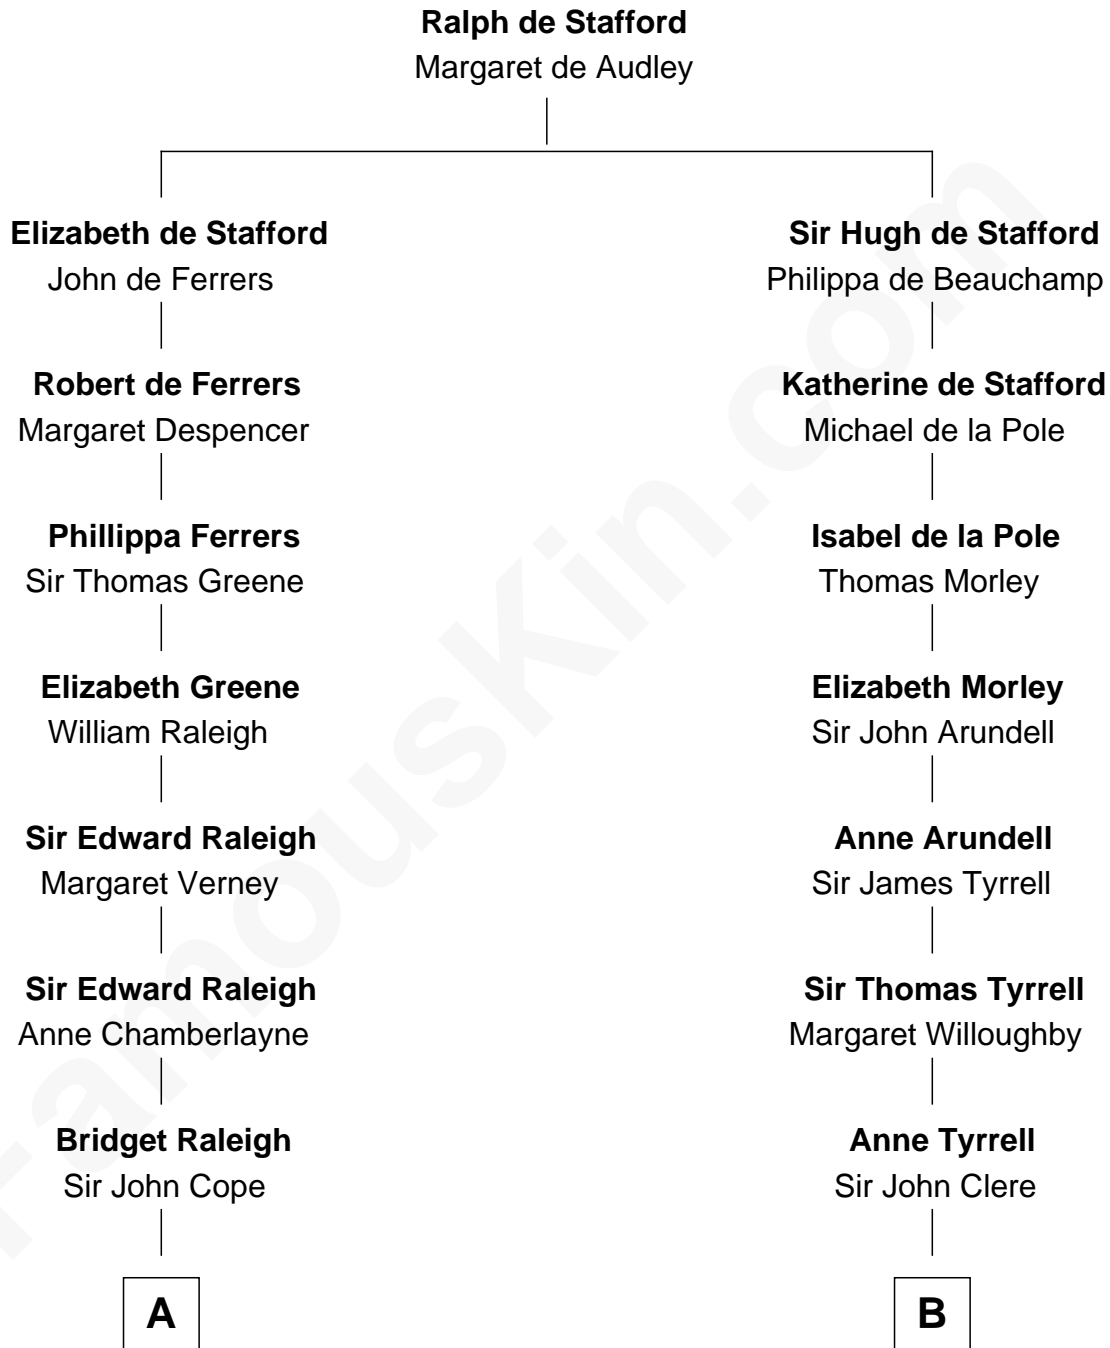 Ralph de Stafford
Margaret de Audley
Elizabeth de Stafford
John de Ferrers
Sir Hugh de Stafford
Philippa de Beauchamp
Robert de Ferrers
Margaret Despencer
Katherine de Stafford
Michael de la Pole
Phillippa Ferrers
Sir Thomas Greene
Isabel de la Pole
Thomas Morley
Elizabeth Greene
William Raleigh
Elizabeth Morley
Sir John Arundell
Sir Edward Raleigh
Margaret Verney
Anne Arundell
Sir James Tyrrell
Sir Edward Raleigh
Anne Chamberlayne
Sir Thomas Tyrrell
Margaret Willoughby
Bridget Raleigh
Sir John Cope
Anne Tyrrell
Sir John Clere
A
B
FamousKin.com